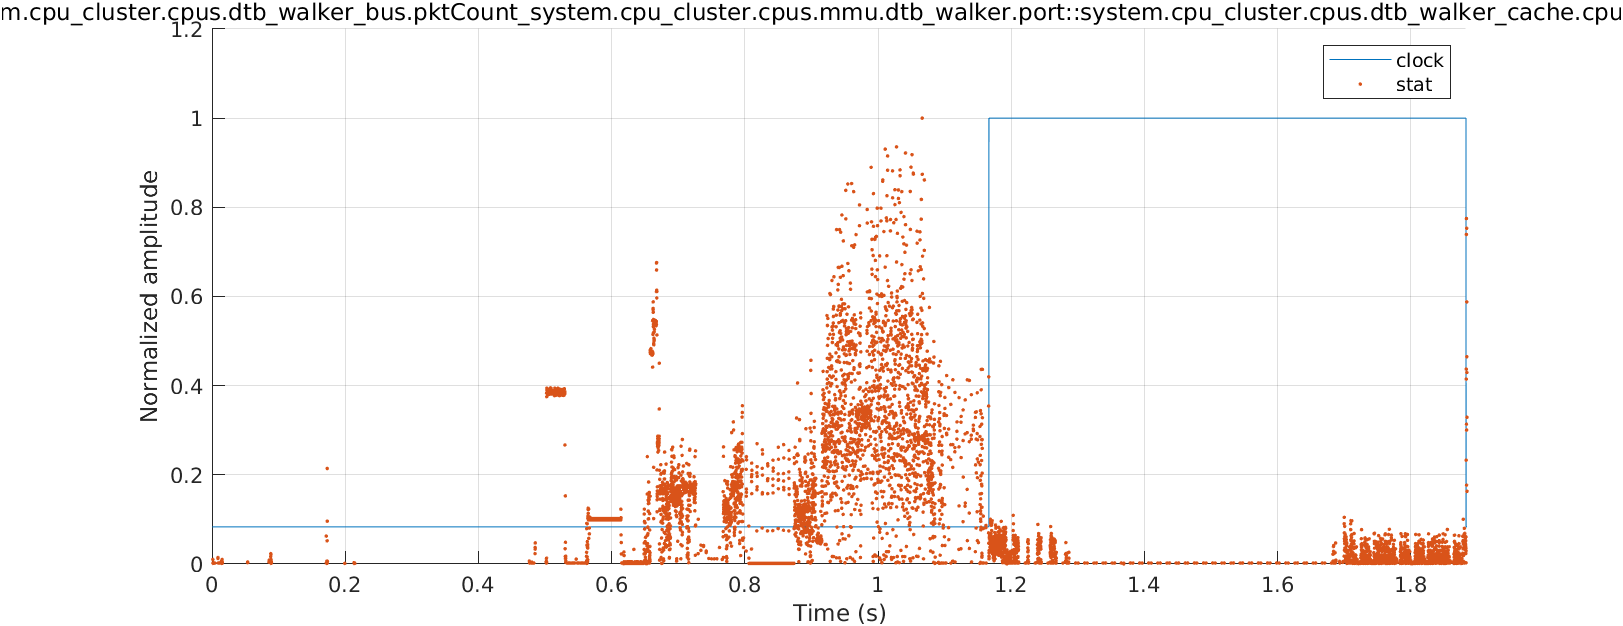 m.cpu_cluster.cpus.dtb_walker_bus.pktCount_system.cpu_cluster.cpus.mmu.dtb_walker.port::system.cpu_cluster.cpus.dtb_walker_cache.cpu
1.2
1
0.8
0.6
0.4
0.2
0
Normalized amplitude
clock
stat
0 0.2 0.4 0.6 0.8 1 1.2 1.4 1.6 1.8
Time (s)